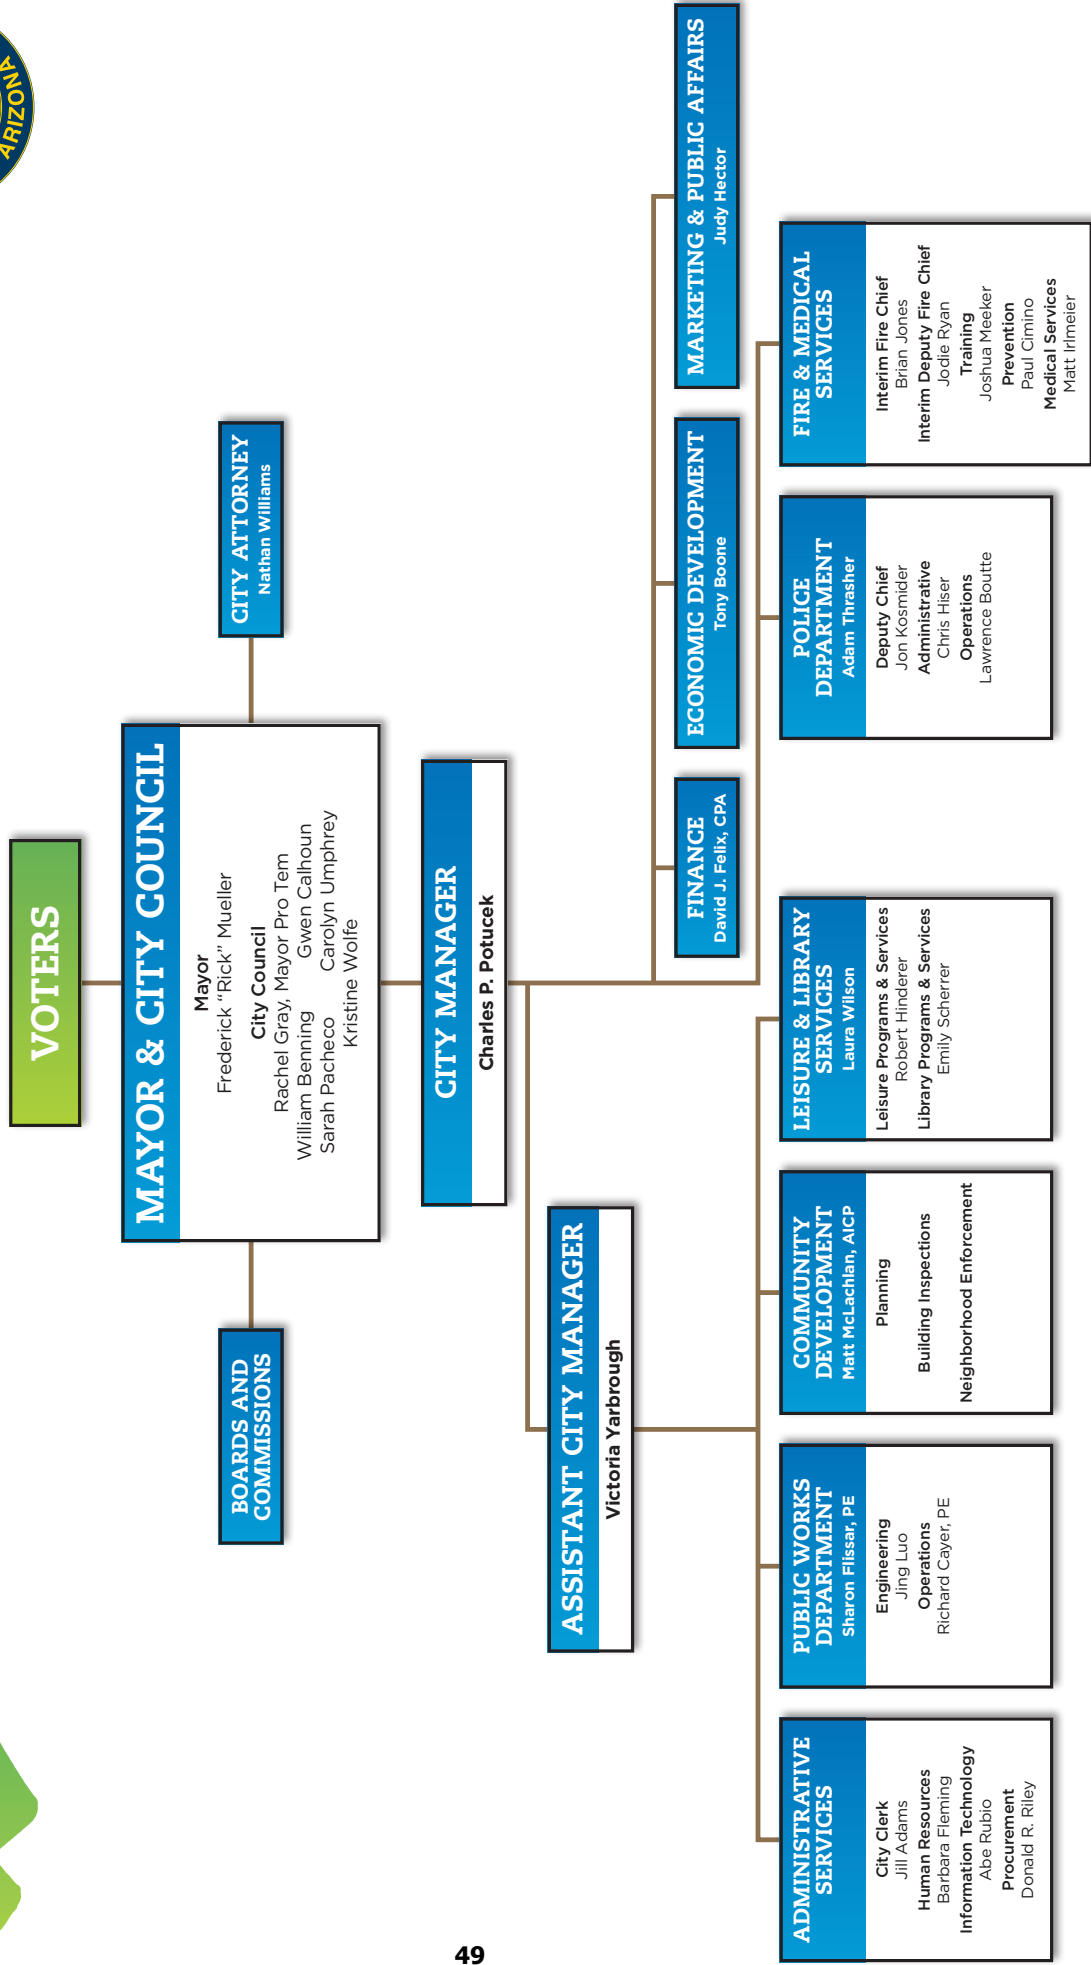 ARIZONA
VOTERS
MAYOR & CITY COUNCIL
Mayor
Frederick “Rick” Mueller
City Council
Rachel Gray, Mayor Pro Tem
William Benning Gwen Calhoun
Sarah Pacheco Carolyn Umphrey
Kristine Wolfe
BOARDS AND
COMMISSIONS
CITY ATTORNEY
Nathan Williams
CITY MANAGER
Charles P. Potucek
ASSISTANT CITY MANAGER
Victoria Yarbrough
FINANCE
David J. Felix, CPA
ECONOMIC DEVELOPMENT
Tony Boone
MARKETING & PUBLIC AFFAIRS
Judy Hector
ADMINISTRATIVE
SERVICES
City Clerk
Jill Adams
Human Resources
Barbara Fleming
Information Technology
Abe Rubio
Procurement
Donald R. Riley
PUBLIC WORKS
DEPARTMENT
Sharon Flissar, PE
Engineering
Jing Luo
Operations
Richard Cayer, PE
COMMUNITY
DEVELOPMENT
Matt McLachlan, AICP
Planning
Building Inspections
Neighborhood Enforcement
LEISURE & LIBRARY
SERVICES
Laura Wilson
Leisure Programs & Services
Robert Hinderer
Library Programs & Services
Emily Scherrer
POLICE
DEPARTMENT
Adam Thrasher
Deputy Chief
Jon Kosmider
Administrative
Chris Hiser
Operations
Lawrence Boutte
FIRE & MEDICAL
SERVICES
Interim Fire Chief
Brian Jones
Interim Deputy Fire Chief
Jodie Ryan
Training
Joshua Meeker
Prevention
Paul Cimino
Medical Services
Matt Irlmeier
49